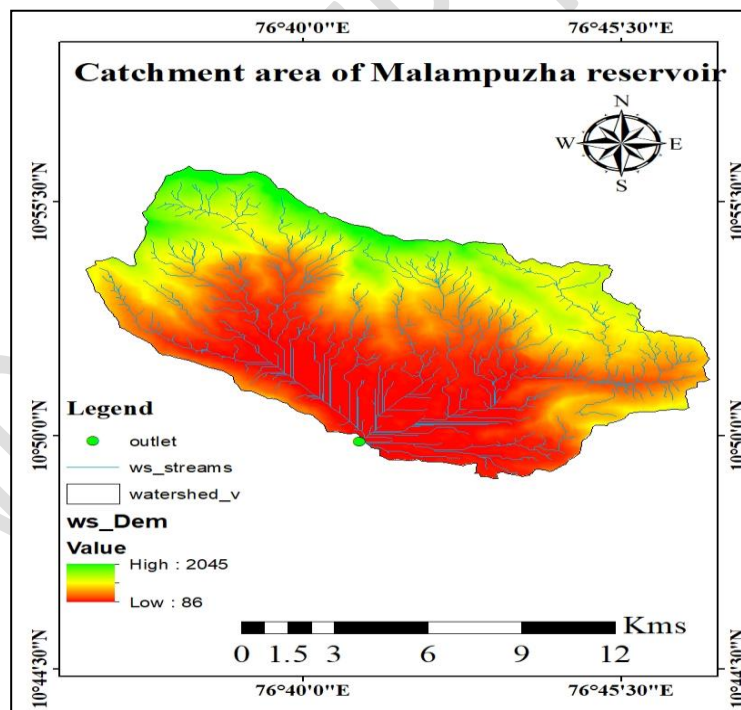 76°40'0"E 76°45'30"E
Catchment area of Malampuzha reservoir
N
W E
S
10°55'30"N 10°55'30"N
Legend
outlet
ws_streams
watershed_v
ws_Dem
Value
High : 2045
Low : 86
10°50'0"N 10°50'0"N
Kms
0 1.5 3 6 9 12
10°44'30"N 10°44'30"N
76°40'0"E 76°45'30"E